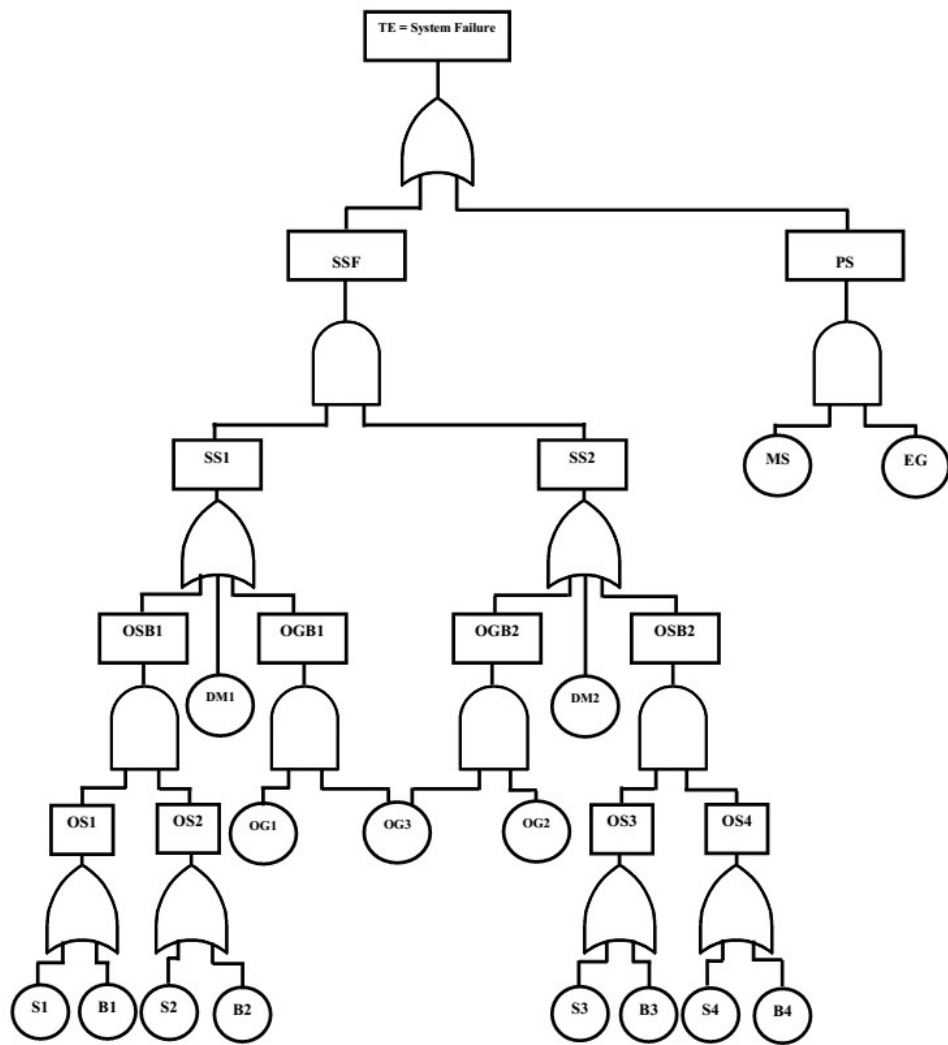 TE = System Failure
SSF
PS
SS1
SS2
MS
EG
OSB1
OGB1
OGB2
OSB2
DM1
DM2
OS1
OS2
OG1
OG3
OG2
OS3
OS4
S1
B1
S2
B2
S3
B3
S4
B4